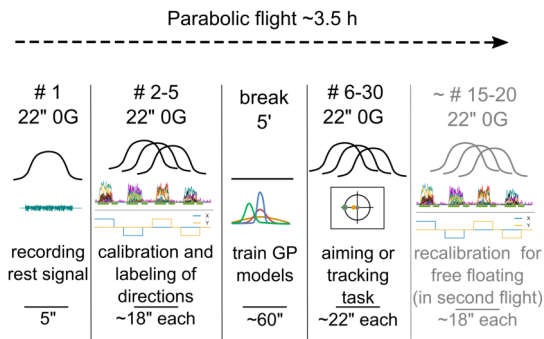 Parabolic flight ~3.5 h
# 1
22" 0G
recording
rest signal
5"
# 2-5
22" 0G
X
Y
calibration and
labeling of
directions
~18" each
break
5'
train GP
models
~60"
# 6-30
22" 0G
aiming or
tracking
task
~22" each
~ # 15-20
22" 0G
X
Y
recalibration for
free floating
(in second flight)
~18" each